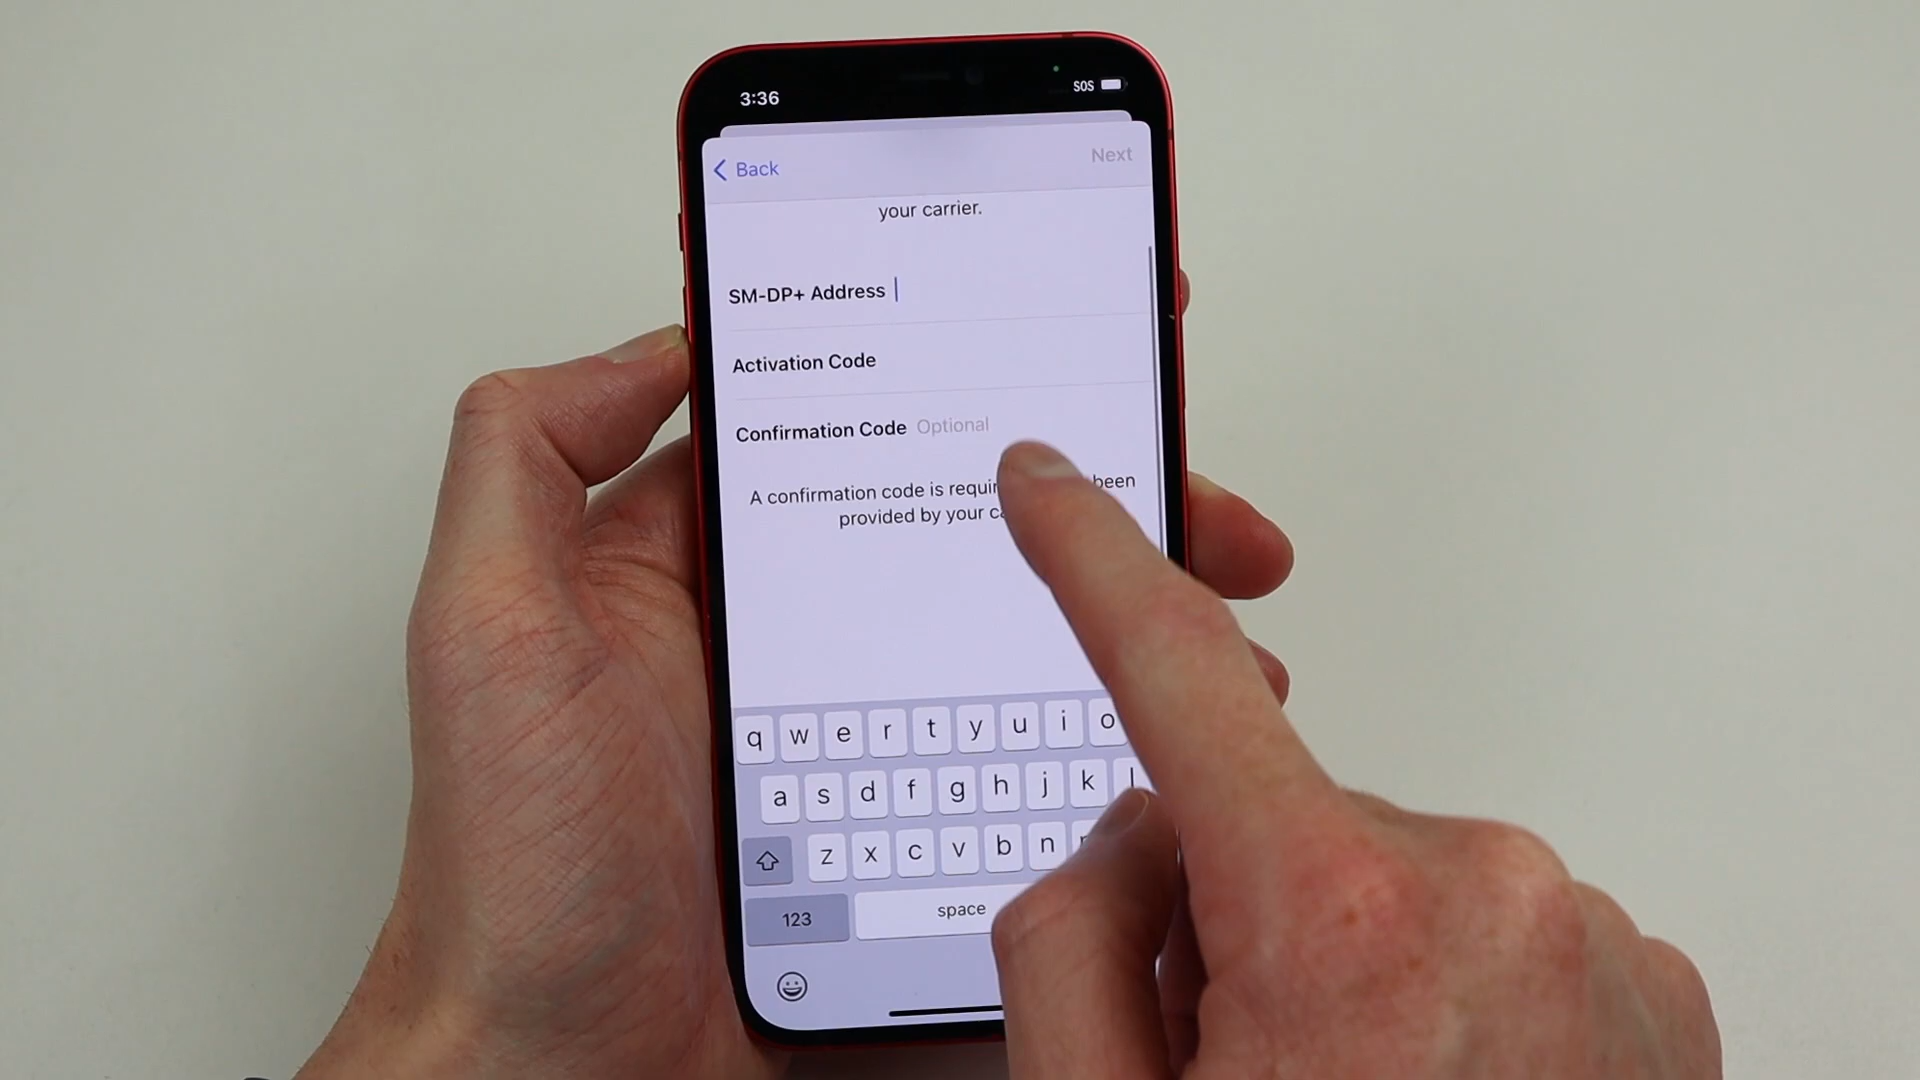 3:36
SOS
Back
Next
your carrier.
SM-DP+ Address
Activation Code
Confirmation Code Optional
A confirmation code is been
provided by your
q w e r t y u i o
a s d f g h j k l
z x c v b n
123
space